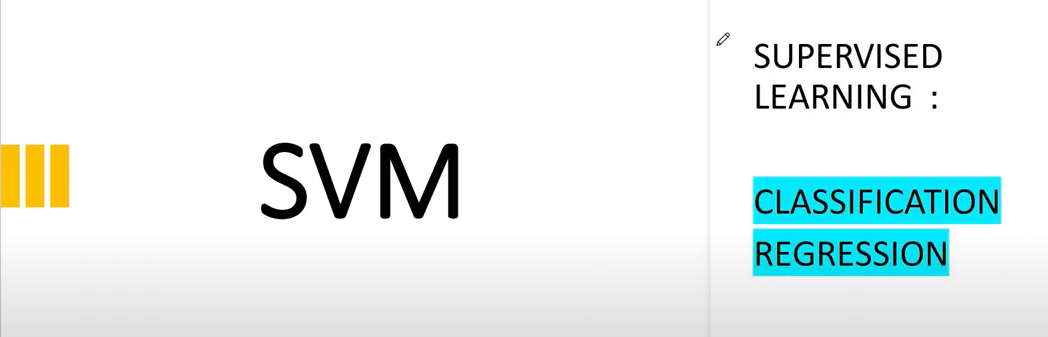 SVM
SUPERVISED
LEARNING :
CLASSIFICATION
REGRESSION